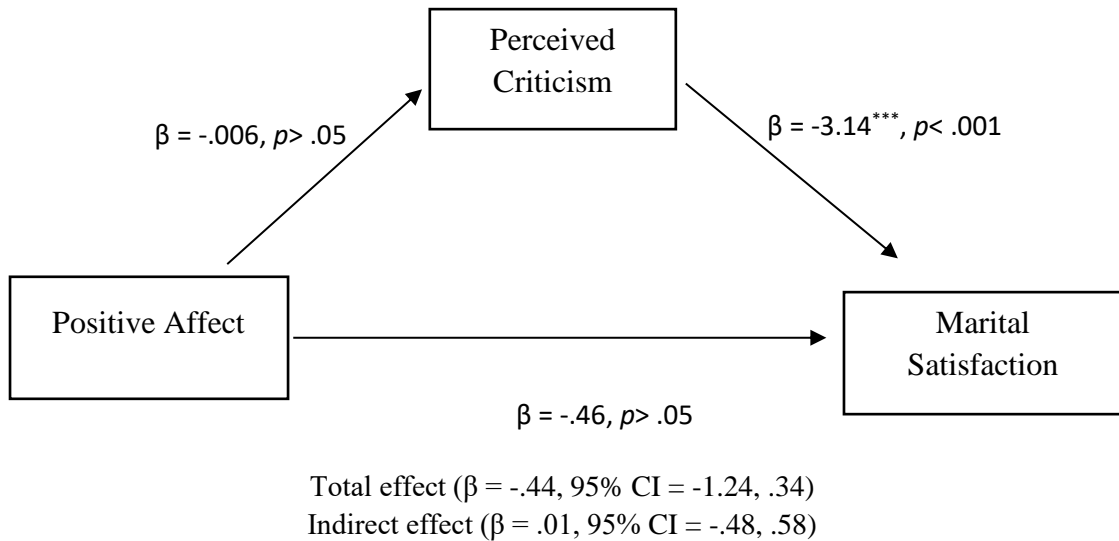 Perceived
Criticism
β = -.006, p> .05
β = -3.14***, p< .001
Positive Affect
Marital
Satisfaction
β = -.46, p> .05
Total effect (β = -.44, 95% CI = -1.24, .34)
Indirect effect (β = .01, 95% CI = -.48, .58)